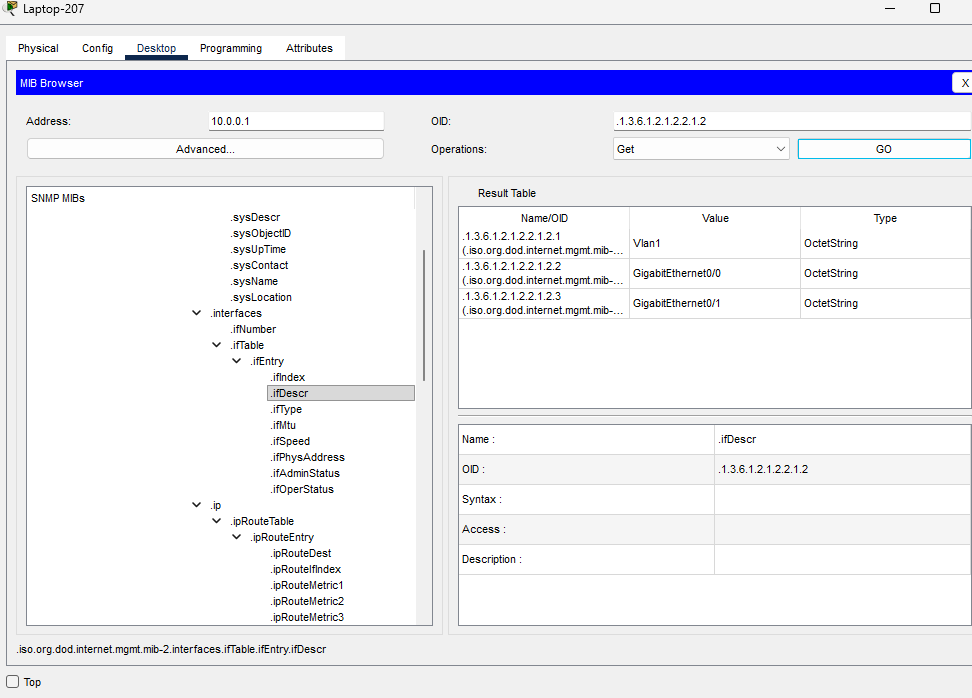 Laptop-207
Physical Config Desktop Programming Attributes
MIB Browser
X
Address: 10.0.0.1 OID: .1.3.6.1.2.1.2.2.1.2
Advanced... Operations: Get GO
SNMP MIBs
.sysDescr
.sysObjectID
.sysUpTime
.sysContact
.sysName
.sysLocation
.interfaces
.ifNumber
.ifTable
.ifEntry
.ifIndex
.ifDescr
.ifType
.ifMtu
.ifSpeed
.ifPhysAddress
.ifAdminStatus
.ifOperStatus
.ip
.ipRouteTable
.ipRouteEntry
.ipRouteDest
.ipRouteIfIndex
.ipRouteMetric1
.ipRouteMetric2
.ipRouteMetric3
Result Table
Name/OID Value Type
.1.3.6.1.2.1.2.2.1.2.1
(.iso.org.dod.internet.mgmt.mib-... Vlan1 OctetString
.1.3.6.1.2.1.2.2.1.2.2
(.iso.org.dod.internet.mgmt.mib-... GigabitEthernet0/0 OctetString
.1.3.6.1.2.1.2.2.1.2.3
(.iso.org.dod.internet.mgmt.mib-... GigabitEthernet0/1 OctetString
Name : .ifDescr
OID : .1.3.6.1.2.1.2.2.1.2
Syntax :
Access :
Description :
.iso.org.dod.internet.mgmt.mib-2.interfaces.ifTable.ifEntry.ifDescr
Top